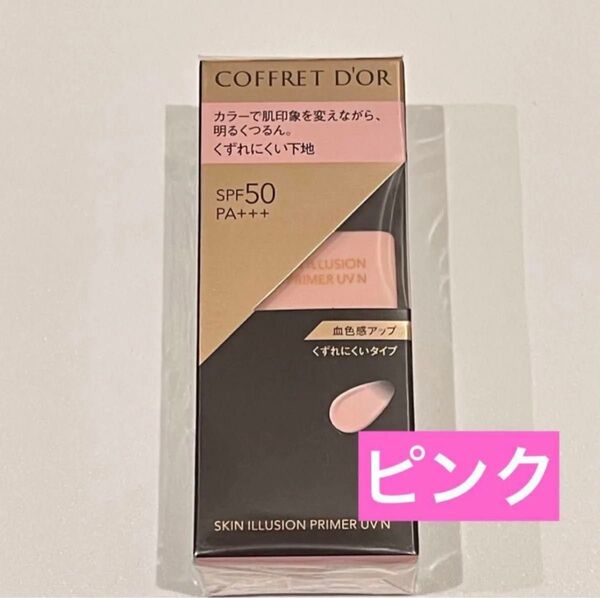 COFFRET D'OR
カラーで肌印象を変えながら、
明るくつるん。
くずれにくい下地
SPF50
PA+++
ILLUSION
PRIMER UV N
血色感アップ
くずれにくいタイプ
ピンク
SKIN ILLUSION PRIMER UV N